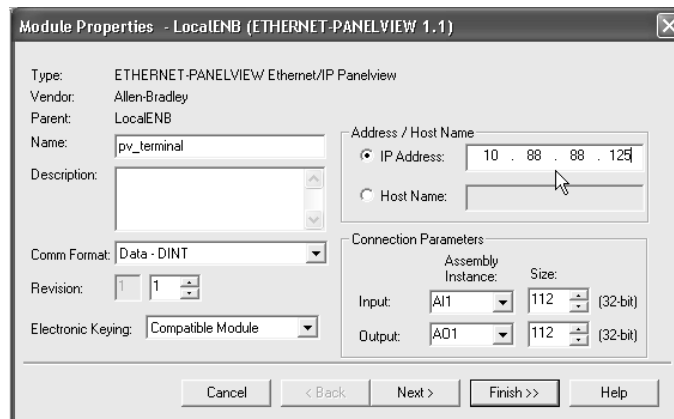 Module Properties - LocalENB (ETHERNET-PANELVIEW 1.1)
Type: ETHERNET-PANELVIEW Ethernet/IP Panelview
Vendor: Allen-Bradley
Parent: LocalENB
Name: pv_terminal
Description:
Comm Format: Data - DINT
Revision: 1 1
Electronic Keying: Compatible Module
Address / Host Name
IP Address: 10 . 88 . 88 . 125
Host Name:
Connection Parameters
Assembly Instance: Size:
Input: AI1 112 (32-bit)
Output: AO1 112 (32-bit)
Cancel < Back Next > Finish >> Help